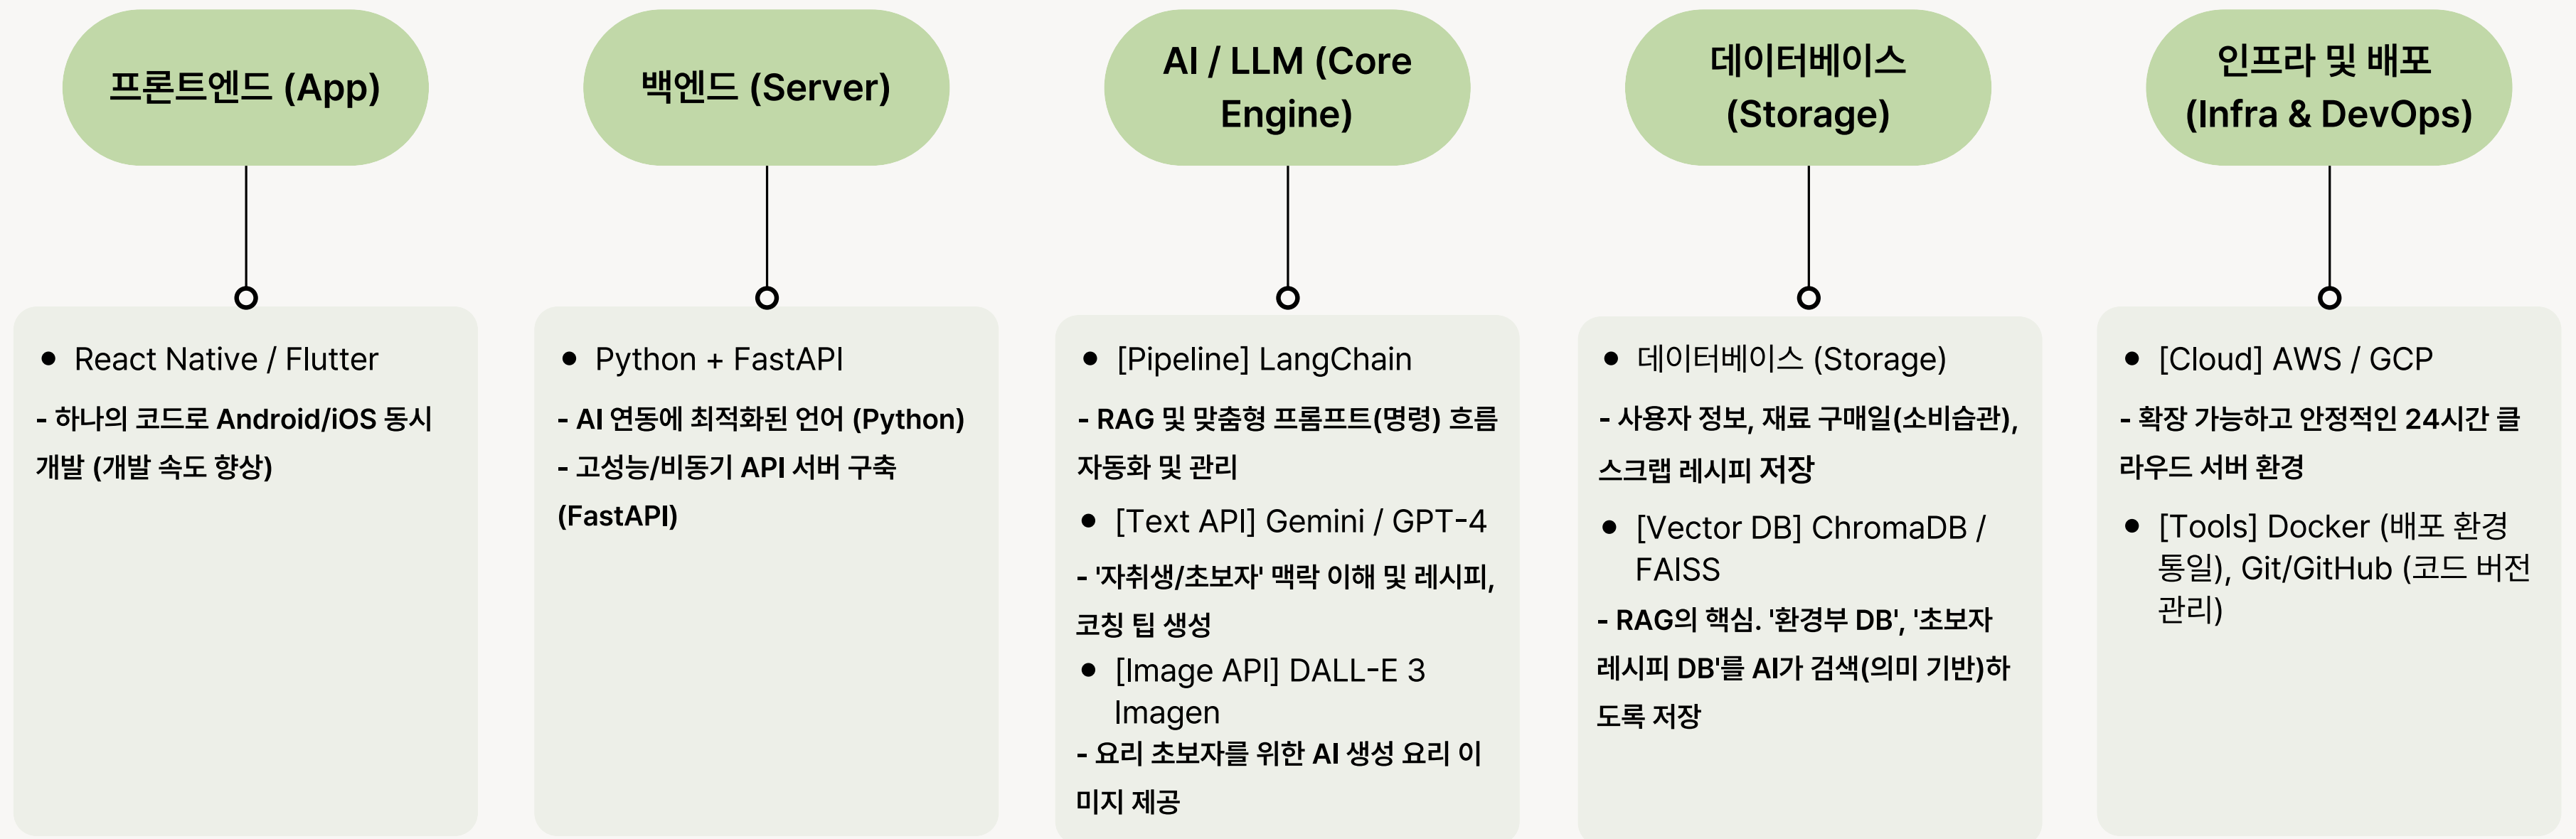 프론트엔드 (App)
● React Native / Flutter
- 하나의 코드로 Android/iOS 동시
개발 (개발 속도 향상)
백엔드 (Server)
● Python + FastAPI
- AI 연동에 최적화된 언어 (Python)
- 고성능/비동기 API 서버 구축
(FastAPI)
AI / LLM (Core
Engine)
● [Pipeline] LangChain
- RAG 및 맞춤형 프롬프트(명령) 흐름
자동화 및 관리
● [Text API] Gemini / GPT-4
- '자취생/초보자' 맥락 이해 및 레시피,
코칭 팁 생성
● [Image API] DALL-E 3
Imagen
- 요리 초보자를 위한 AI 생성 요리 이
미지 제공
데이터베이스
(Storage)
● 데이터베이스 (Storage)
- 사용자 정보, 재료 구매일(소비습관),
스크랩 레시피 저장
● [Vector DB] ChromaDB /
FAISS
- RAG의 핵심. '환경부 DB', '초보자
레시피 DB'를 AI가 검색(의미 기반)하
도록 저장
인프라 및 배포
(Infra & DevOps)
● [Cloud] AWS / GCP
- 확장 가능하고 안정적인 24시간 클
라우드 서버 환경
● [Tools] Docker (배포 환경
통일), Git/GitHub (코드 버전
관리)